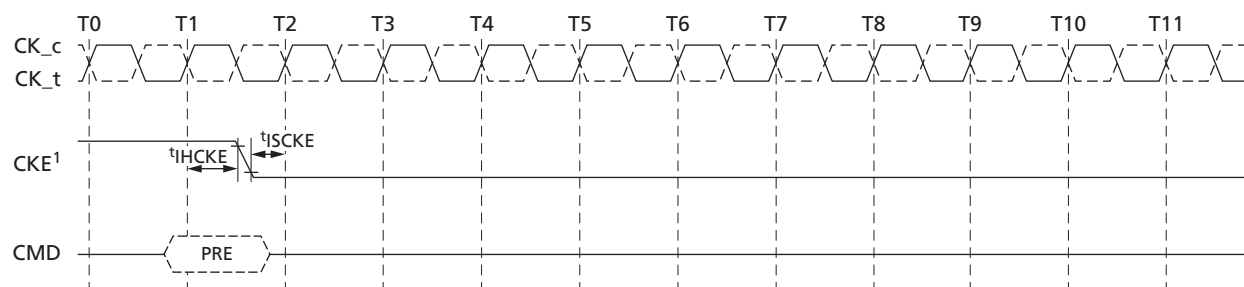 T0 T1 T2 T3 T4 T5 T6 T7 T8 T9 T10 T11
CK_c
CK_t
tISCKE
tIHCKE
CKE1
CMD PRE